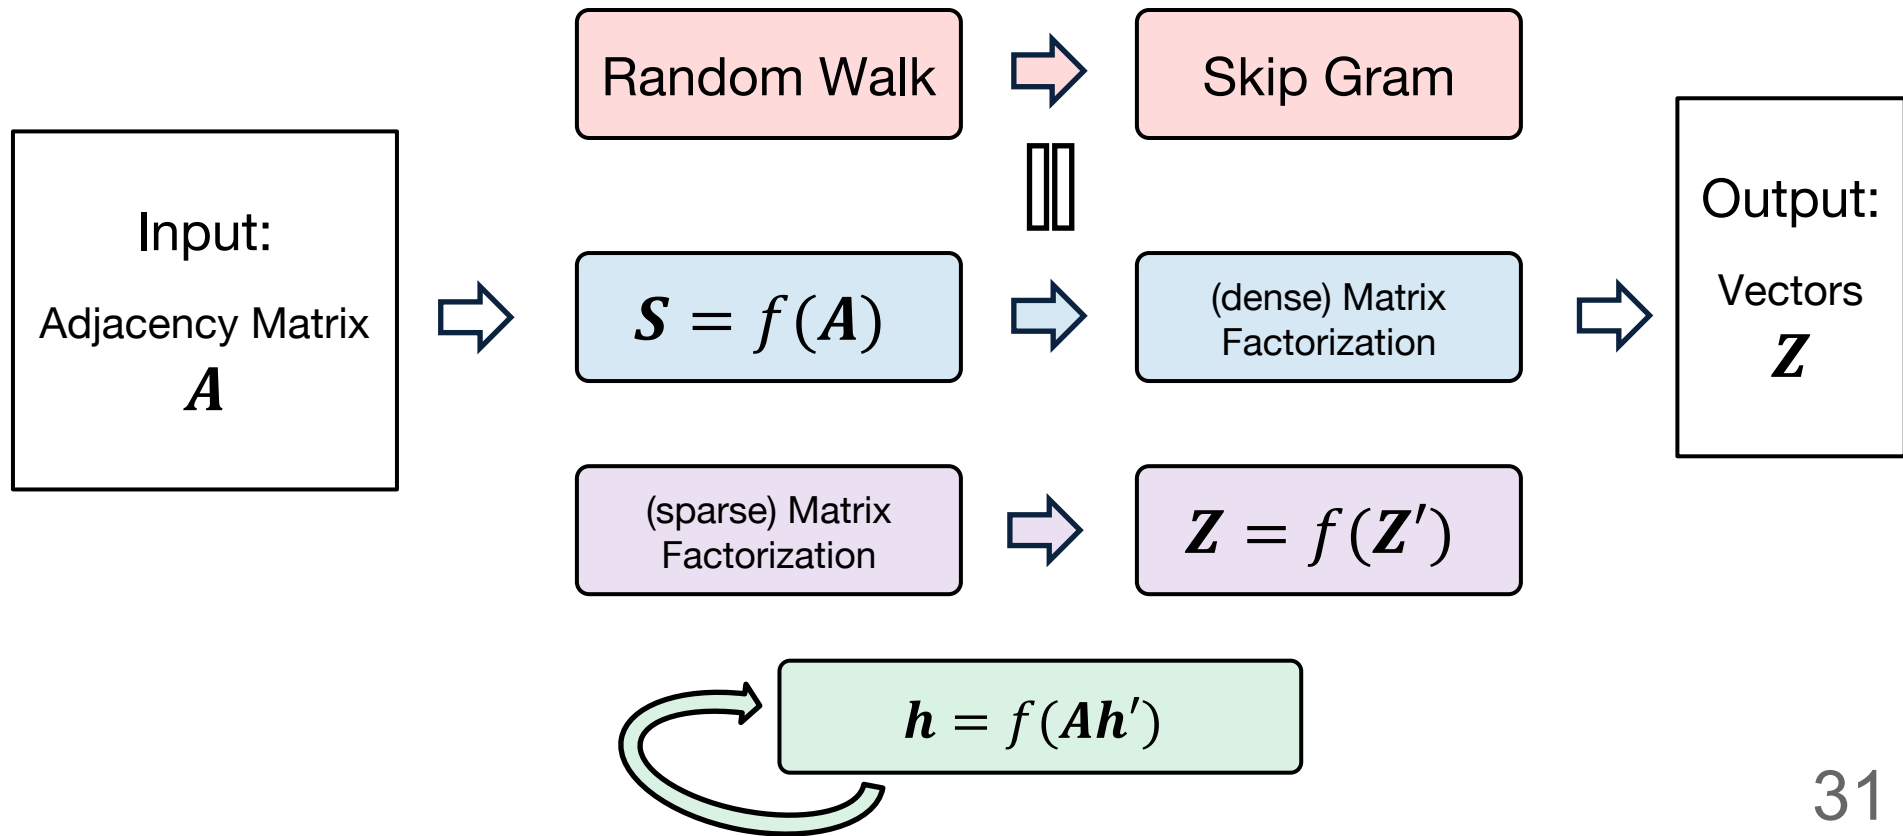 Random Walk
Skip Gram
Input:
Adjacency Matrix
A
S = f(A)
(dense) Matrix
Factorization
Output:
Vectors
Z
(sparse) Matrix
Factorization
Z = f(Z′)
h = f(Ah′)
31